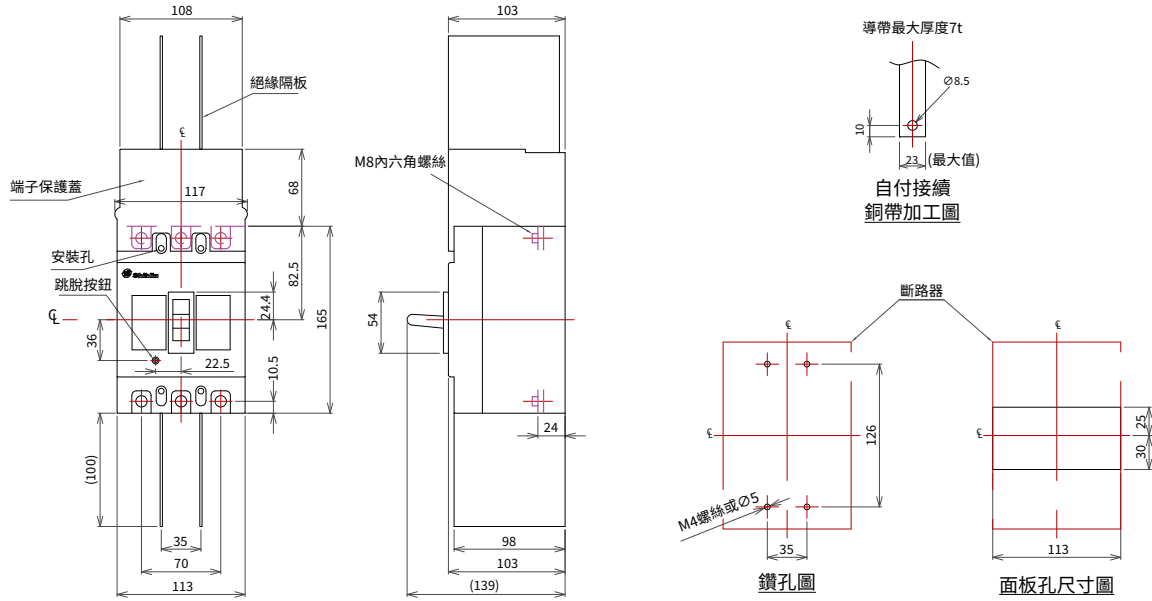 108
絕緣隔板
℄
端子保護蓋
117
68
安裝孔
82.5
Shihlin
跳脫按鈕
24.4
165
℄
36
22.5
10.5
(100)
35
70
113
103
M8內六角螺絲
54
24
98
103
(139)
導帶最大厚度7t
∅8.5
10
23 (最大值)
自付接續
銅帶加工圖
斷路器
℄
℄
126
M4螺絲或∅5
35
鑽孔圖
℄
℄
25
30
113
面板孔尺寸圖